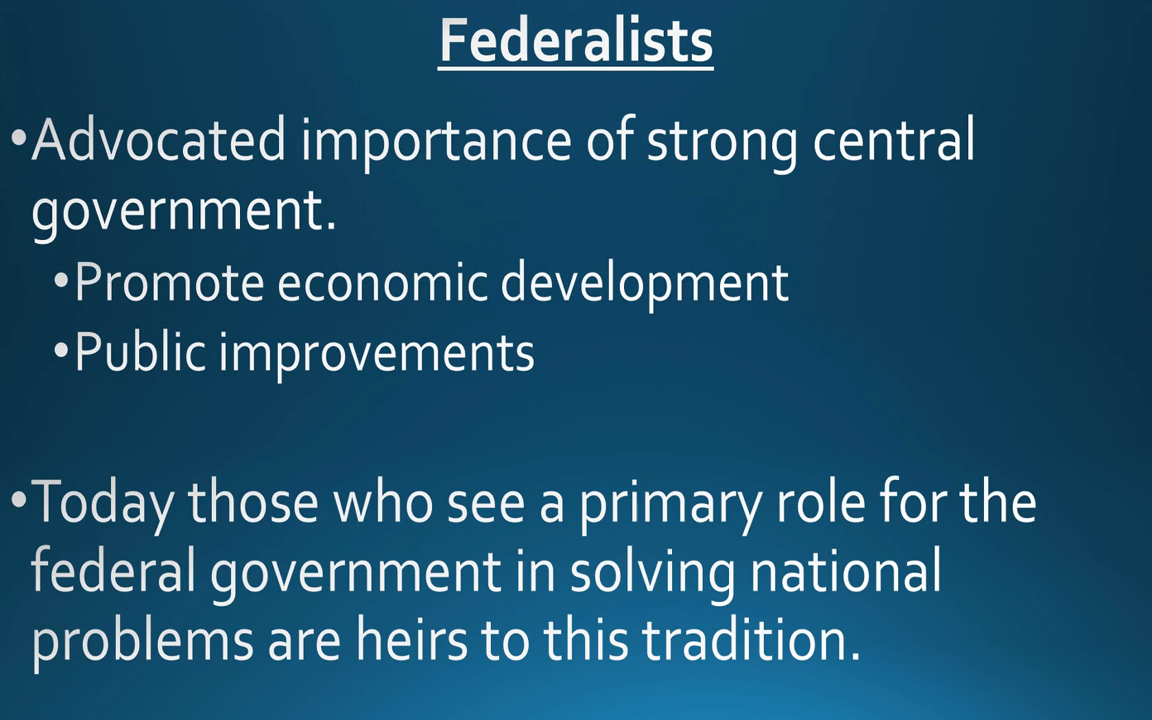 Federalists
•Advocated importance of strong central
government.
•Promote economic development
•Public improvements
•Today those who see a primary role for the
federal government in solving national
problems are heirs to this tradition.